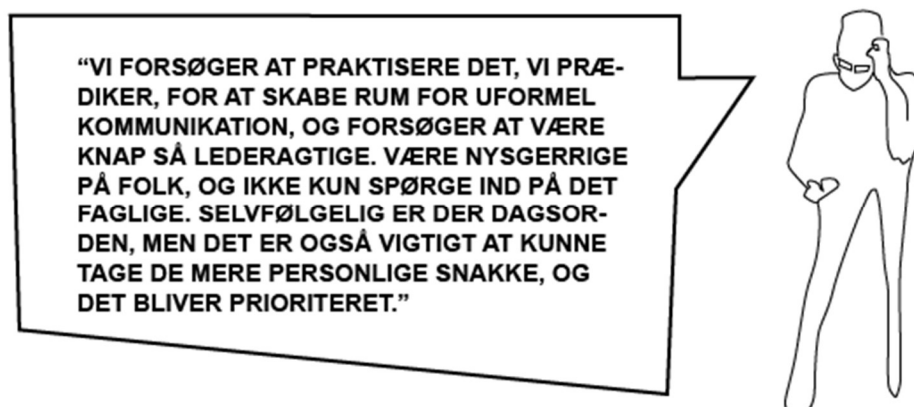 “VI FORSØGER AT PRAKTISERE DET, VI PRÆ-
DIKER, FOR AT SKABE RUM FOR UFORMEL
KOMMUNIKATION, OG FORSØGER AT VÆRE
KNAP SÅ LEDERAGTIGE. VÆRE NYSGERRIGE
PÅ FOLK, OG IKKE KUN SPØRGE IND PÅ DET
FAGLIGE. SELVFØLGELIG ER DER DAGSOR-
DEN, MEN DET ER OGSÅ VIGTIGT AT KUNNE
TAGE DE MERE PERSONLIGE SNAKKE, OG
DET BLIVER PRIORITERET.”